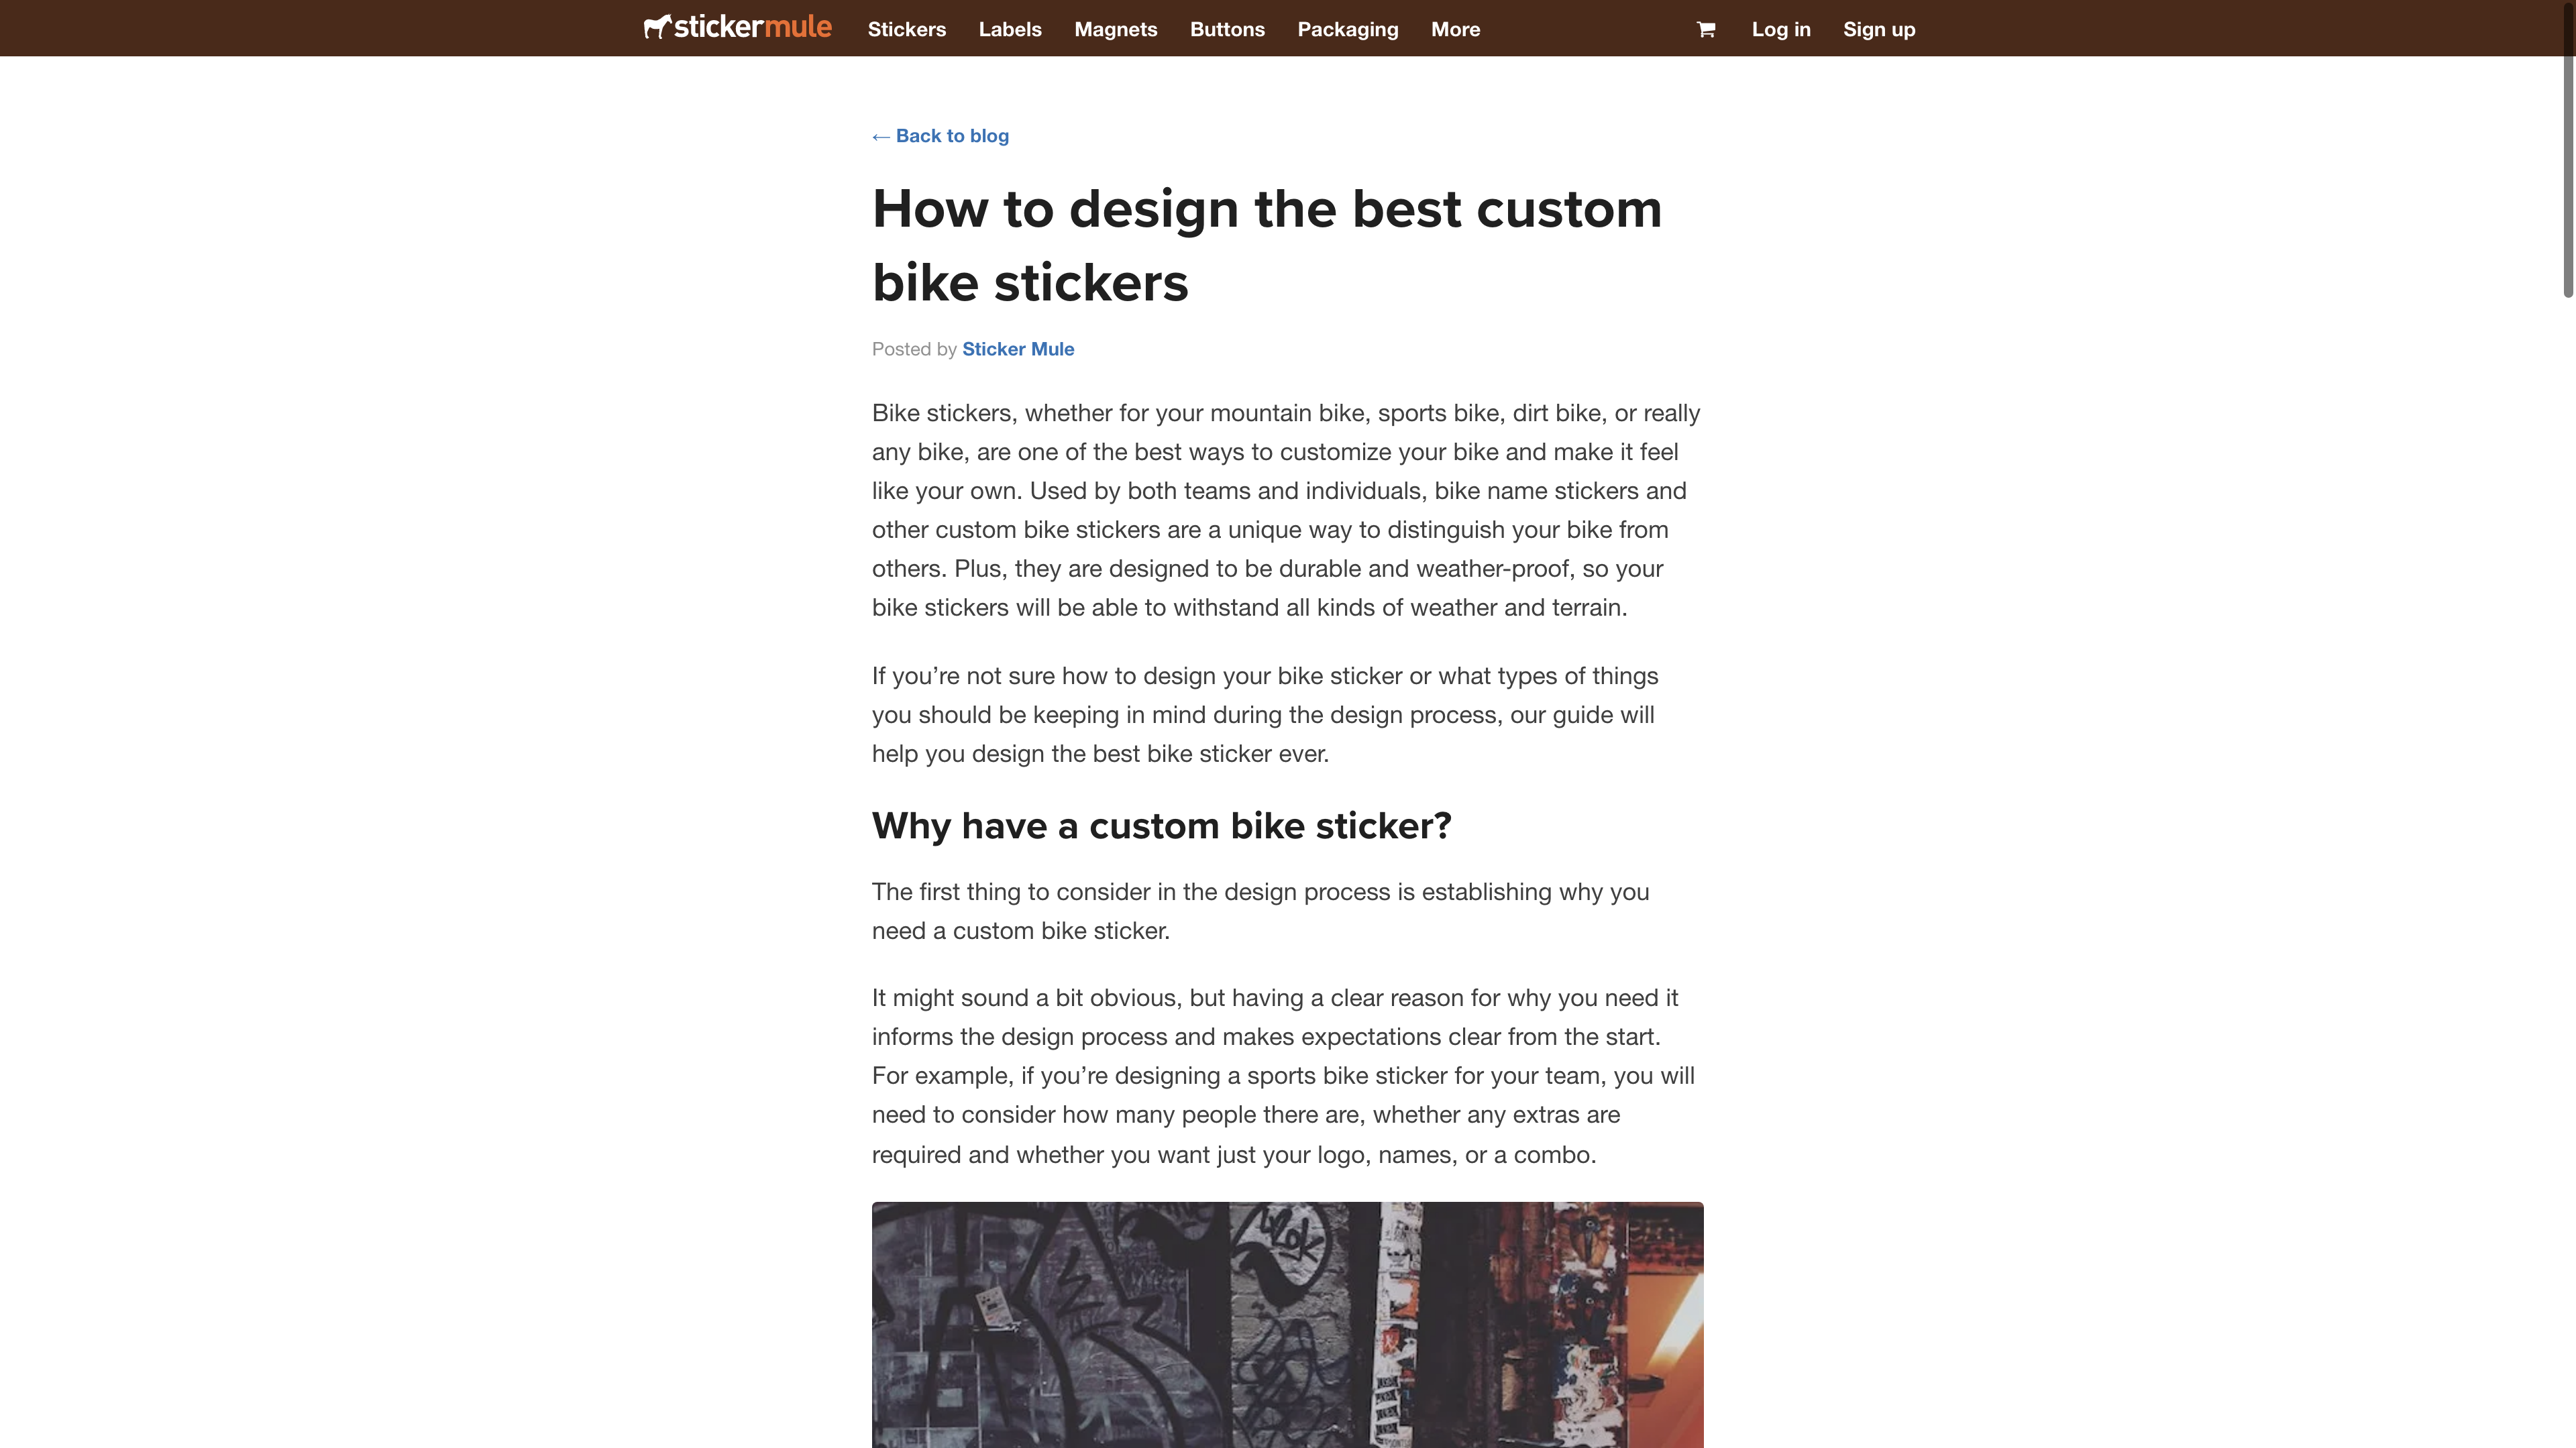 stickermule Stickers Labels Magnets Buttons Packaging More Log in Sign up
← Back to blog
How to design the best custom
bike stickers
Posted by Sticker Mule
Bike stickers, whether for your mountain bike, sports bike, dirt bike, or really
any bike, are one of the best ways to customize your bike and make it feel
like your own. Used by both teams and individuals, bike name stickers and
other custom bike stickers are a unique way to distinguish your bike from
others. Plus, they are designed to be durable and weather-proof, so your
bike stickers will be able to withstand all kinds of weather and terrain.
If you’re not sure how to design your bike sticker or what types of things
you should be keeping in mind during the design process, our guide will
help you design the best bike sticker ever.
Why have a custom bike sticker?
The first thing to consider in the design process is establishing why you
need a custom bike sticker.
It might sound a bit obvious, but having a clear reason for why you need it
informs the design process and makes expectations clear from the start.
For example, if you’re designing a sports bike sticker for your team, you will
need to consider how many people there are, whether any extras are
required and whether you want just your logo, names, or a combo.